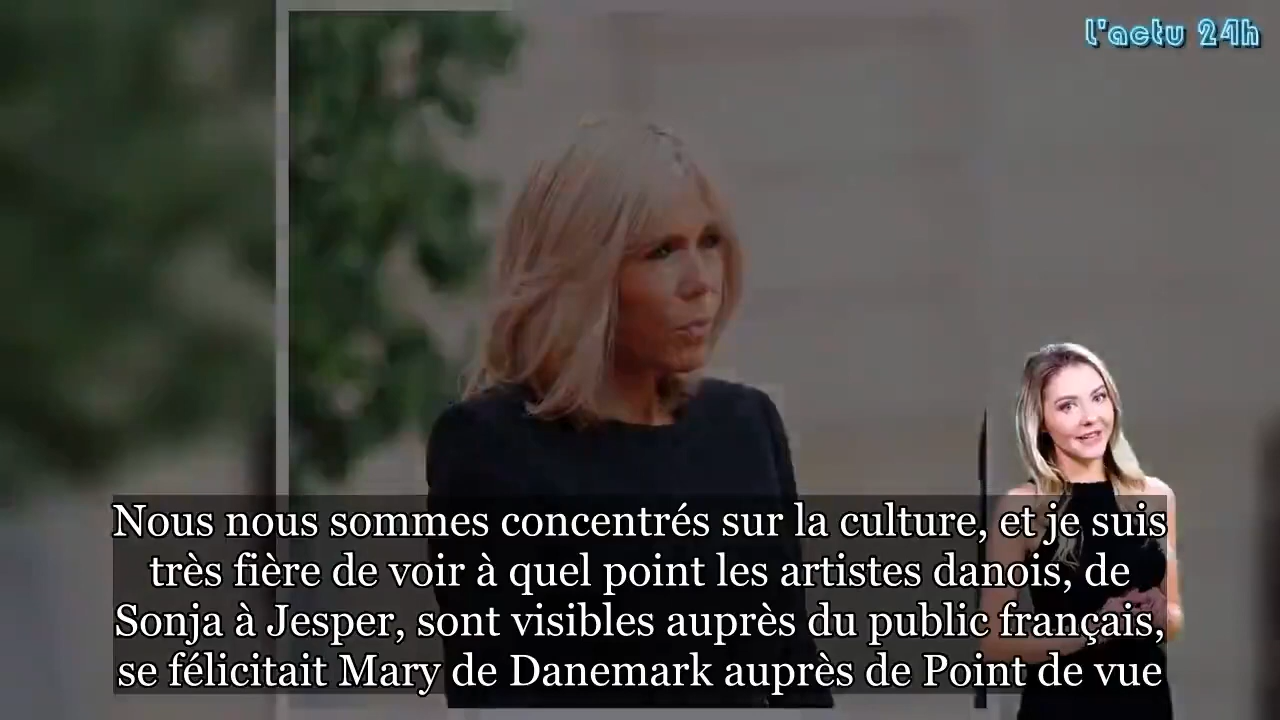 l'actu 24h
Nous nous sommes concentrés sur la culture, et je suis
très fière de voir à quel point les artistes danois, de
Sonja à Jesper, sont visibles auprès du public français,
se félicitait Mary de Danemark auprès de Point de vue